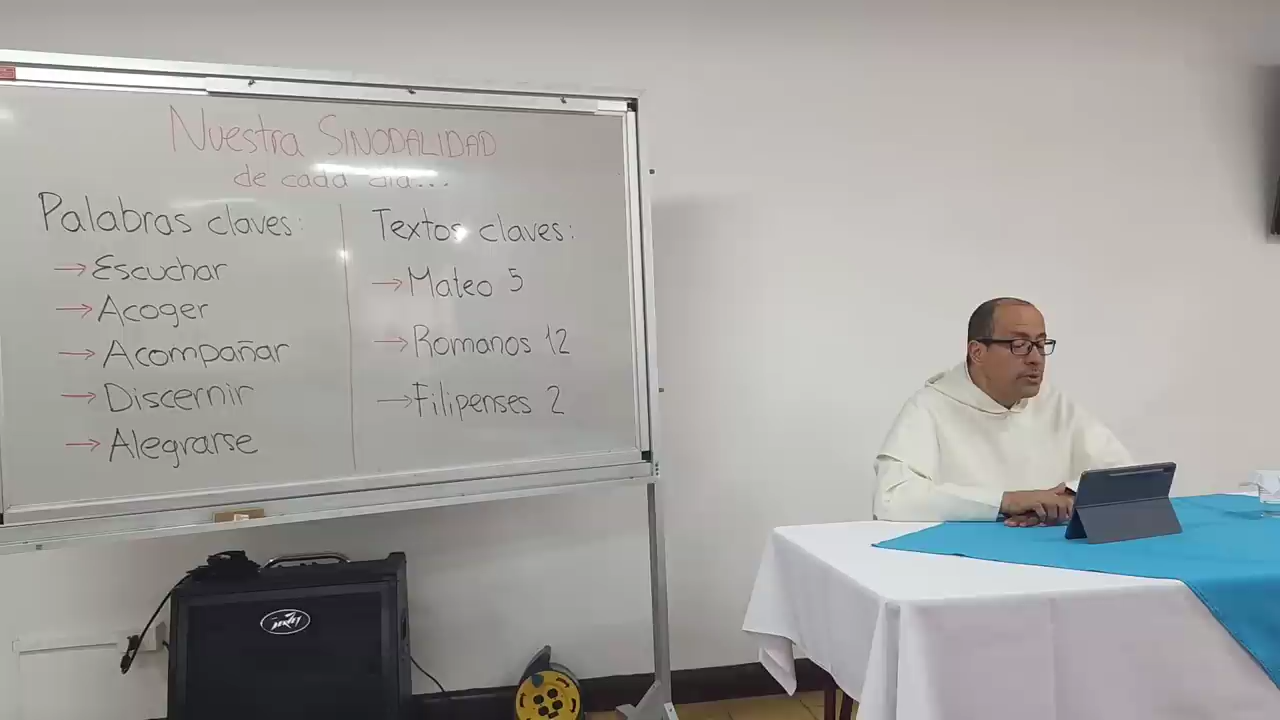 Nuestra SINODALIDAD
de cada día...
Palabras claves:
→Escuchar
→Acoger
→Acompañar
→Discernir
→Alegrarse
Textos claves:
→Mateo 5
→Romanos 12
→Filipenses 2